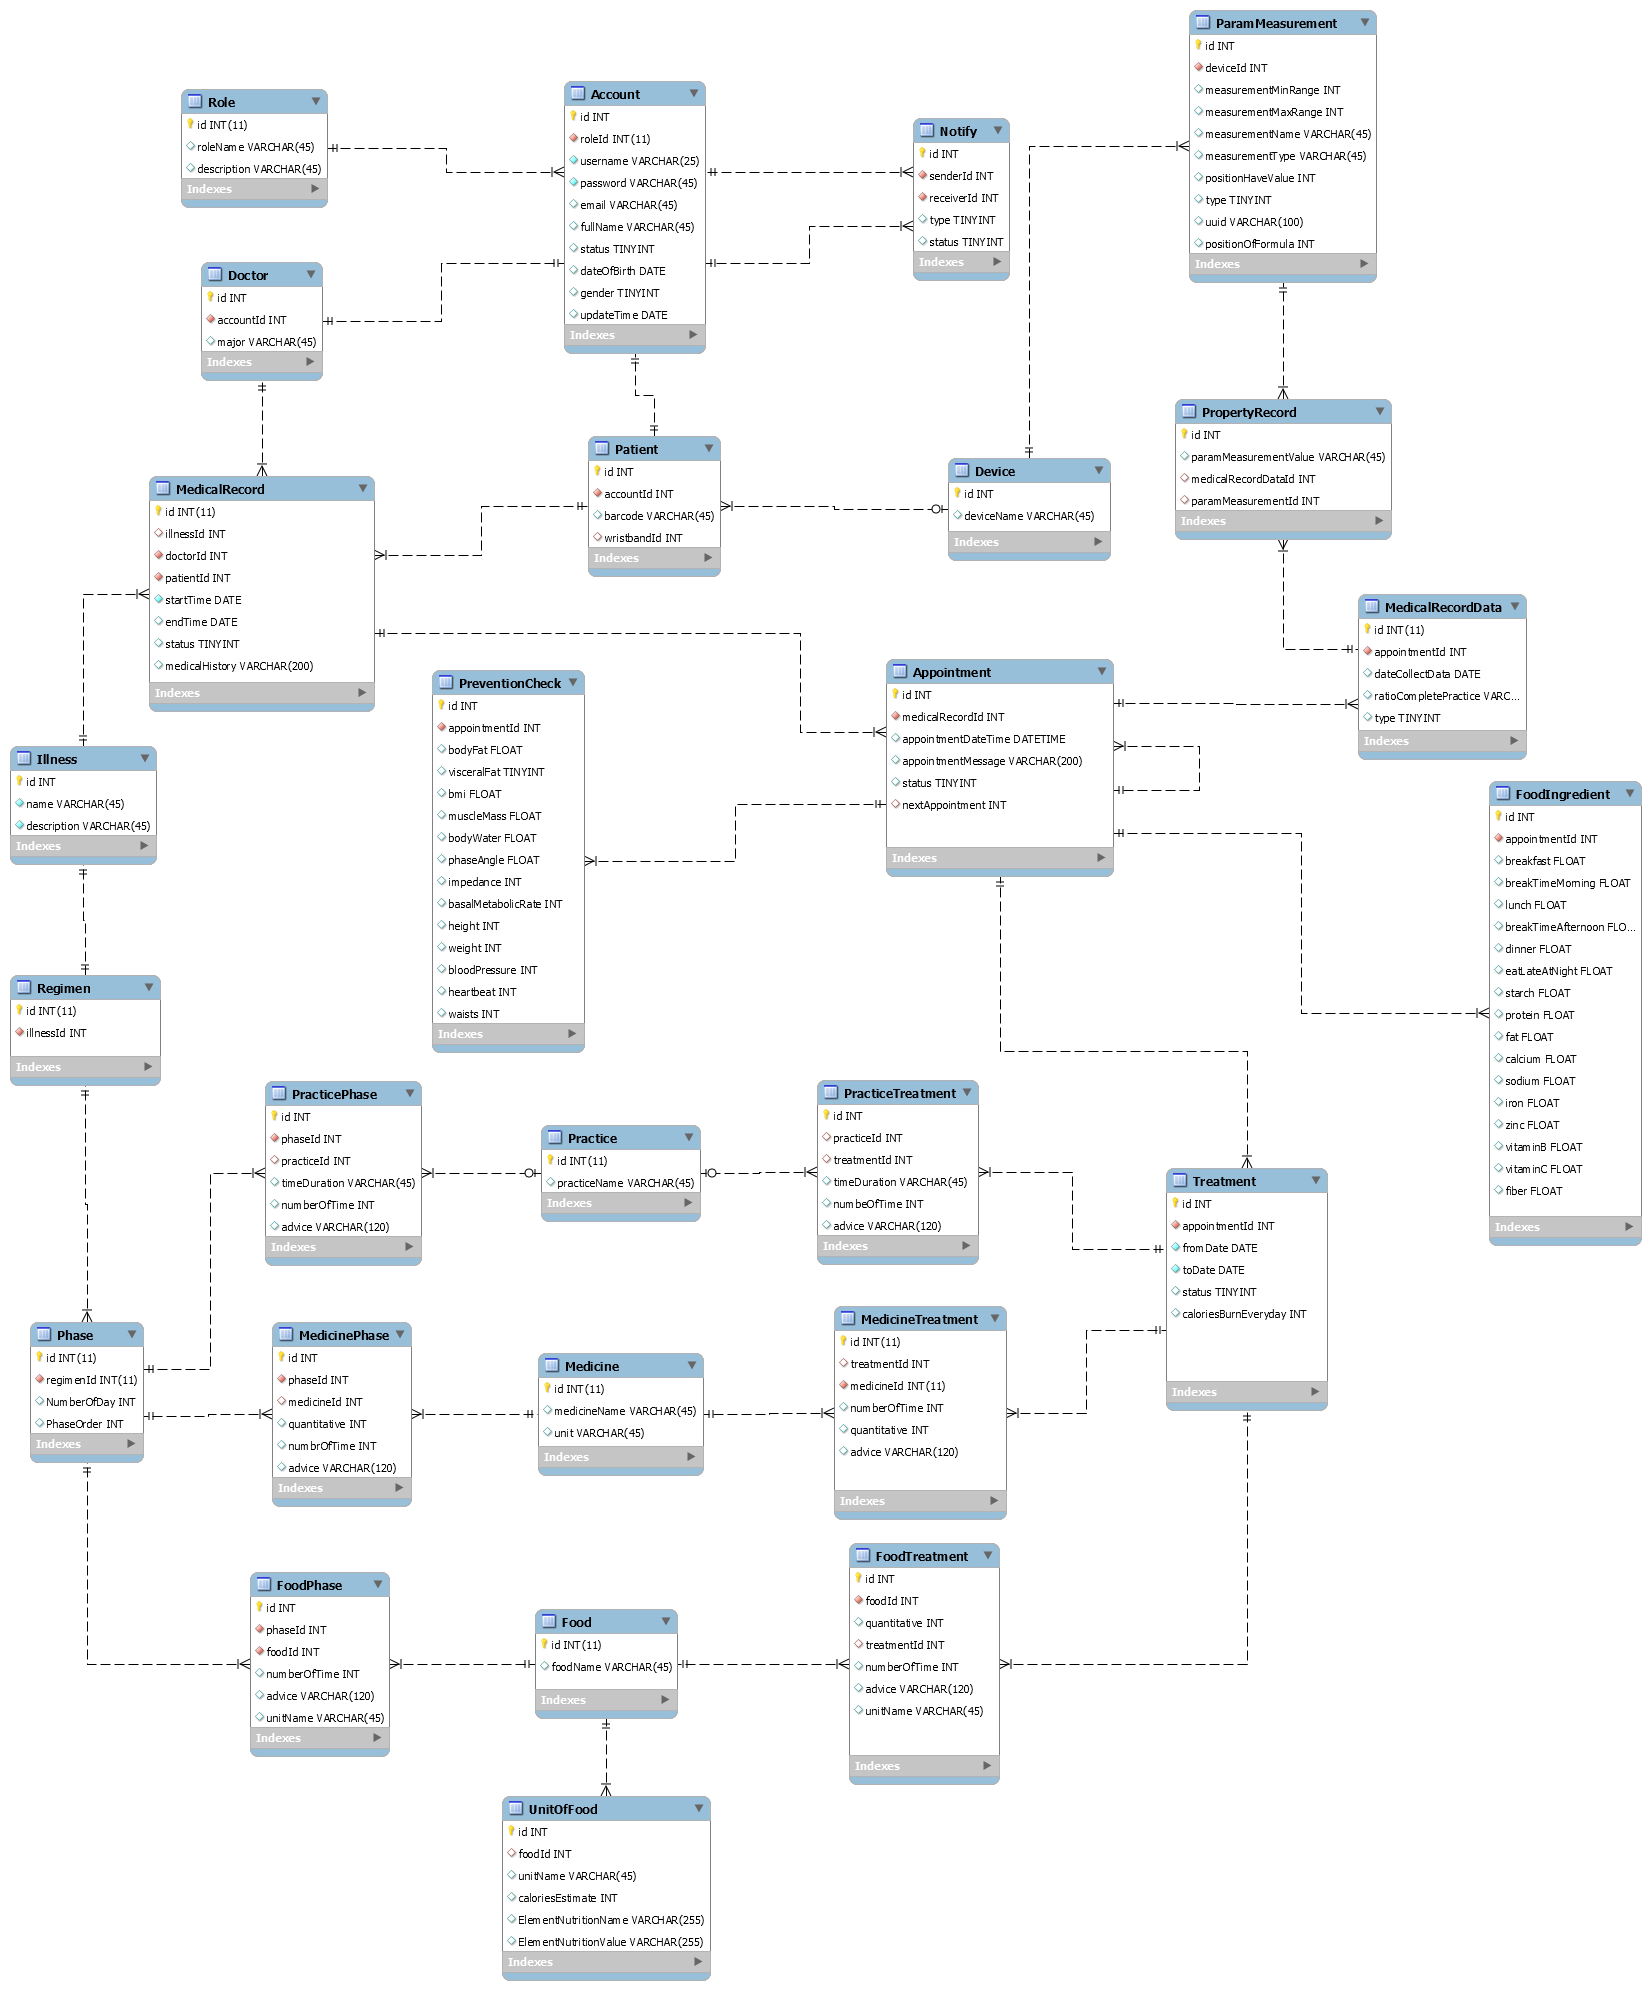 ParamMeasurement
id INT
deviceId INT
measurementMinRange INT
measurementMaxRange INT
measurementName VARCHAR(45)
measurementType VARCHAR(45)
positionHaveValue INT
type TINYINT
uuid VARCHAR(100)
positionOfFormula INT
Indexes
Role
id INT(11)
roleName VARCHAR(45)
description VARCHAR(45)
Indexes
Account
id INT
roleId INT(11)
username VARCHAR(25)
password VARCHAR(45)
email VARCHAR(45)
fullName VARCHAR(45)
status TINYINT
dateOfBirth DATE
gender TINYINT
updateTime DATE
Indexes
Notify
id INT
senderId INT
receiverId INT
type TINYINT
status TINYINT
Indexes
Doctor
id INT
accountId INT
major VARCHAR(45)
Indexes
PropertyRecord
id INT
paramMeasurementValue VARCHAR(45)
medicalRecordDataId INT
paramMeasurementId INT
Indexes
Patient
id INT
accountId INT
barcode VARCHAR(45)
wristbandId INT
Indexes
Device
id INT
deviceName VARCHAR(45)
Indexes
MedicalRecord
id INT(11)
illnessId INT
doctorId INT
patientId INT
startTime DATE
endTime DATE
status TINYINT
medicalHistory VARCHAR(200)
Indexes
MedicalRecordData
id INT(11)
appointmentId INT
dateCollectData DATE
ratioCompletePractice VARC...
type TINYINT
Indexes
PreventionCheck
id INT
appointmentId INT
bodyFat FLOAT
visceralFat TINYINT
bmi FLOAT
muscleMass FLOAT
bodyWater FLOAT
phaseAngle FLOAT
impedance INT
basalMetabolicRate INT
height INT
weight INT
bloodPressure INT
heartbeat INT
waists INT
Indexes
Appointment
id INT
medicalRecordId INT
appointmentDateTime DATETIME
appointmentMessage VARCHAR(200)
status TINYINT
nextAppointment INT
Indexes
Illness
id INT
name VARCHAR(45)
description VARCHAR(45)
Indexes
FoodIngredient
id INT
appointmentId INT
breakfast FLOAT
breakTimeMorning FLOAT
lunch FLOAT
breakTimeAfternoon FLO...
dinner FLOAT
eatLateAtNight FLOAT
starch FLOAT
protein FLOAT
fat FLOAT
calcium FLOAT
sodium FLOAT
iron FLOAT
zinc FLOAT
vitaminB FLOAT
vitaminC FLOAT
fiber FLOAT
Indexes
Regimen
id INT(11)
illnessId INT
Indexes
PracticePhase
id INT
phaseId INT
practiceId INT
timeDuration VARCHAR(45)
numberOfTime INT
advice VARCHAR(120)
Indexes
Practice
id INT(11)
practiceName VARCHAR(45)
Indexes
PracticeTreatment
id INT
practiceId INT
treatmentId INT
timeDuration VARCHAR(45)
numbeOfTime INT
advice VARCHAR(120)
Indexes
Treatment
id INT
appointmentId INT
fromDate DATE
toDate DATE
status TINYINT
caloriesBurnEveryday INT
Indexes
Phase
id INT(11)
regimenId INT(11)
NumberOfDay INT
PhaseOrder INT
Indexes
MedicinePhase
id INT
phaseId INT
medicineId INT
quantitative INT
numbrOfTime INT
advice VARCHAR(120)
Indexes
Medicine
id INT(11)
medicineName VARCHAR(45)
unit VARCHAR(45)
Indexes
MedicineTreatment
id INT(11)
treatmentId INT
medicineId INT(11)
numberOfTime INT
quantitative INT
advice VARCHAR(120)
Indexes
FoodPhase
id INT
phaseId INT
foodId INT
numberOfTime INT
advice VARCHAR(120)
unitName VARCHAR(45)
Indexes
Food
id INT(11)
foodName VARCHAR(45)
Indexes
FoodTreatment
id INT
foodId INT
quantitative INT
treatmentId INT
numberOfTime INT
advice VARCHAR(120)
unitName VARCHAR(45)
Indexes
UnitOfFood
id INT
foodId INT
unitName VARCHAR(45)
caloriesEstimate INT
ElementNutritionName VARCHAR(255)
ElementNutritionValue VARCHAR(255)
Indexes